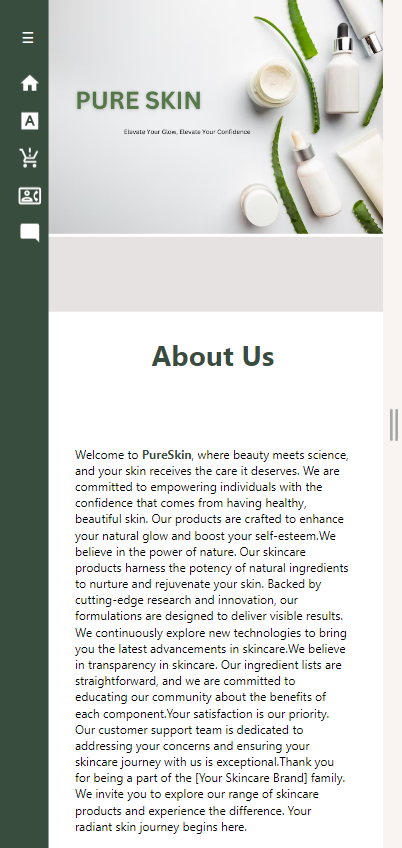 ☰
A
PURE SKIN
Elevate Your Glow, Elevate Your Confidence
About Us
Welcome to PureSkin, where beauty meets science,
and your skin receives the care it deserves. We are
committed to empowering individuals with the
confidence that comes from having healthy,
beautiful skin. Our products are crafted to enhance
your natural glow and boost your self-esteem.We
believe in the power of nature. Our skincare
products harness the potency of natural ingredients
to nurture and rejuvenate your skin. Backed by
cutting-edge research and innovation, our
formulations are designed to deliver visible results.
We continuously explore new technologies to bring
you the latest advancements in skincare.We believe
in transparency in skincare. Our ingredient lists are
straightforward, and we are committed to
educating our community about the benefits of
each component.Your satisfaction is our priority.
Our customer support team is dedicated to
addressing your concerns and ensuring your
skincare journey with us is exceptional.Thank you
for being a part of the [Your Skincare Brand] family.
We invite you to explore our range of skincare
products and experience the difference. Your
radiant skin journey begins here.